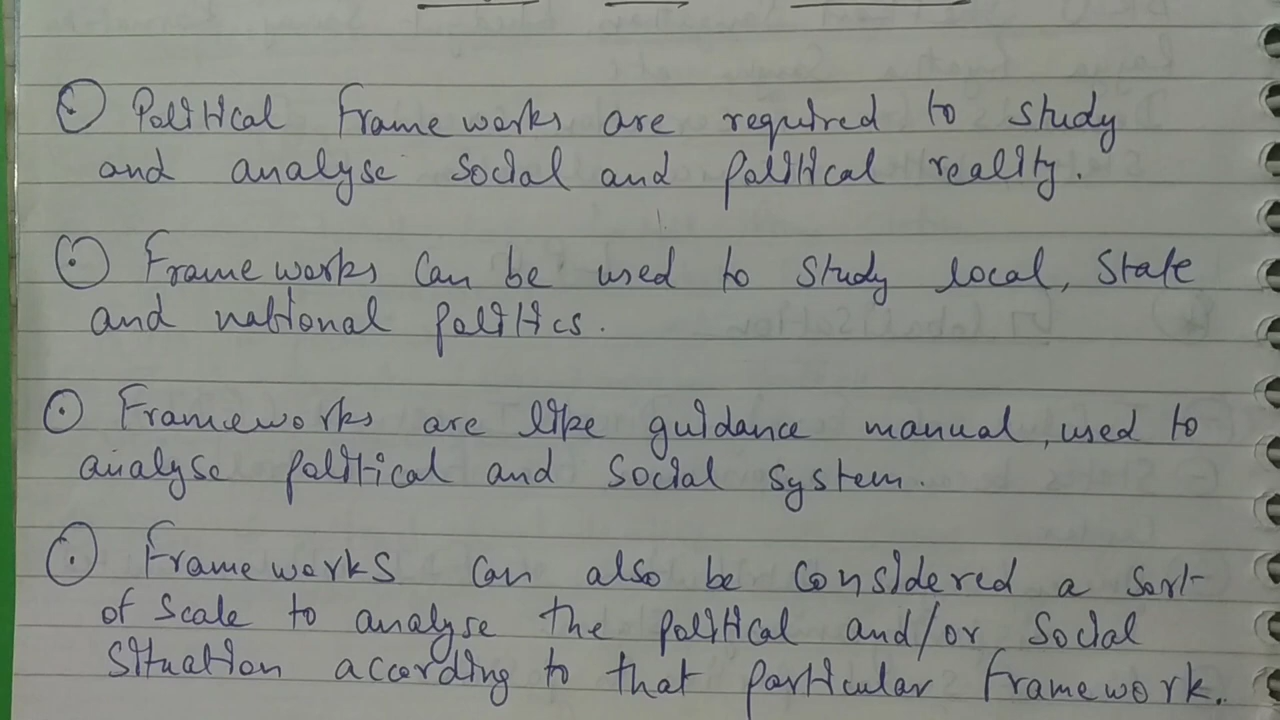 Political Frameworks are required to study
and analyse social and political reality.
Frameworks can be used to study local, state
and national politics.
Frameworks are like guidance manual, used to
analyse political and social system.
Frameworks can also be considered a sort
of scale to analyse the political and/or social
situation according to that particular framework.